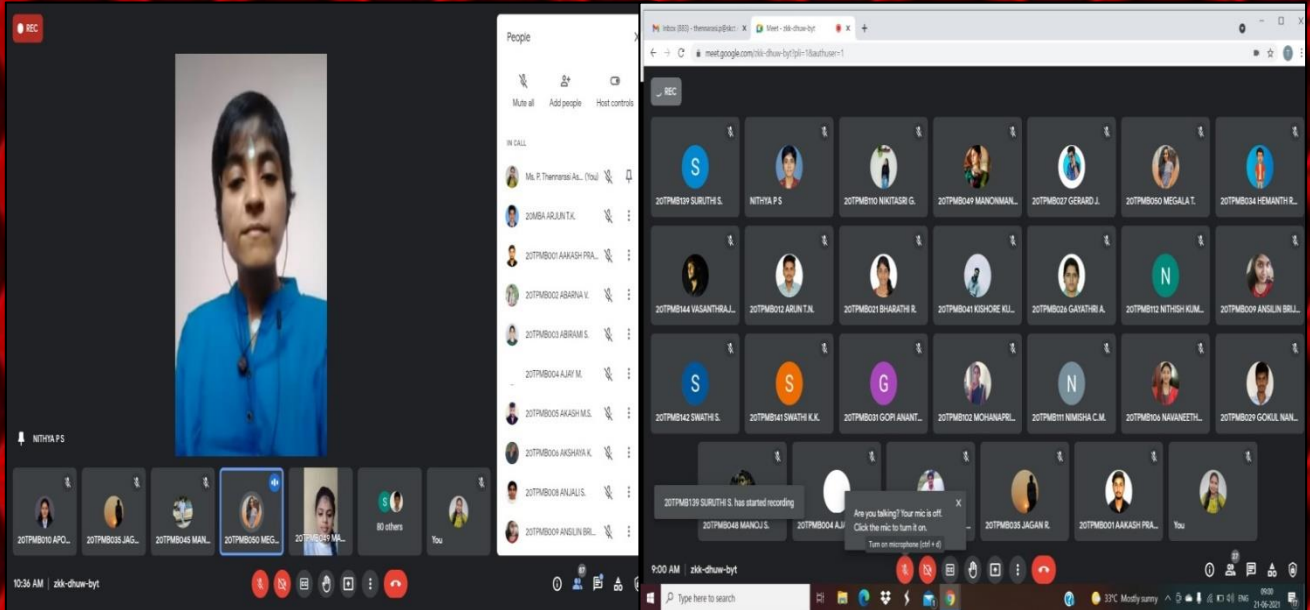 REC
People
Mute all
Add people
Host controls
IN CALL
Ms. P. Thennarasi As... (You)
20MBA ARJUN T.K.
20TPMB001 AAKASH PRA...
20TPMB002 ABARNA V.
20TPMB003 ABIRAMI S.
20TPMB004 AJAY M.
20TPMB005 AKASH M.S.
20TPMB006 AKSHAYA K.
20TPMB008 ANJALI S.
20TPMB009 ANSILIN BRI...
NITHYA P S
20TPMB010 APO...
20TPMB035 JAG...
20TPMB045 MAN...
20TPMB050 MEG...
20TPMB049 MA...
S
80 others
You
10:36 AM | zkk-dhuw-byt
87
Meet - zkk-dhuw-byt
meet.google.com/zkk-dhuw-byt?pli=1&authuser=1
REC
S
20TPMB139 SURUTHI S.
NITHYA P S
20TPMB110 NIKITASRI G.
20TPMB049 MANONMAN...
20TPMB027 GERARD J.
20TPMB050 MEGALA T.
20TPMB034 HEMANTH R...
20TPMB144 VASANTHRAJ...
20TPMB012 ARUN T.N.
20TPMB021 BHARATHI R.
20TPMB041 KISHORE KU...
20TPMB026 GAYATHRI A.
N
20TPMB112 NITHISH KUM...
20TPMB009 ANSILIN BRIJ...
S
20TPMB142 SWATHI S.
S
20TPMB141 SWATHI K.K.
G
20TPMB031 GOPI ANANT...
20TPMB102 MOHANAPRI...
N
20TPMB111 NIMISHA C.M.
20TPMB106 NAVANEETH...
20TPMB029 GOKUL NAN...
20TPMB139 SURUTHI S. has started recording
20TPMB048 MANOJ S.
20TPMB004 AJ
Are you talking? Your mic is off.
Click the mic to turn it on.
Turn on microphone (ctrl + d)
20TPMB035 JAGAN R.
20TPMB001 AAKASH PRA...
You
9:00 AM | zkk-dhuw-byt
Type here to search
33°C Mostly sunny
ENG
09:00
21-06-2021